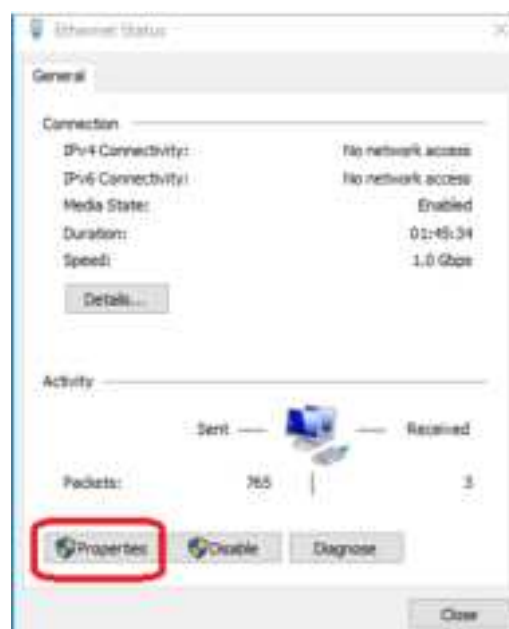 Ethernet Status
General
Connection
IPv4 Connectivity: No network access
IPv6 Connectivity: No network access
Media State: Enabled
Duration: 01:45:34
Speed: 1.0 Gbps
Details...
Activity
Sent Received
Packets: 765 3
Properties Disable Diagnose
Close